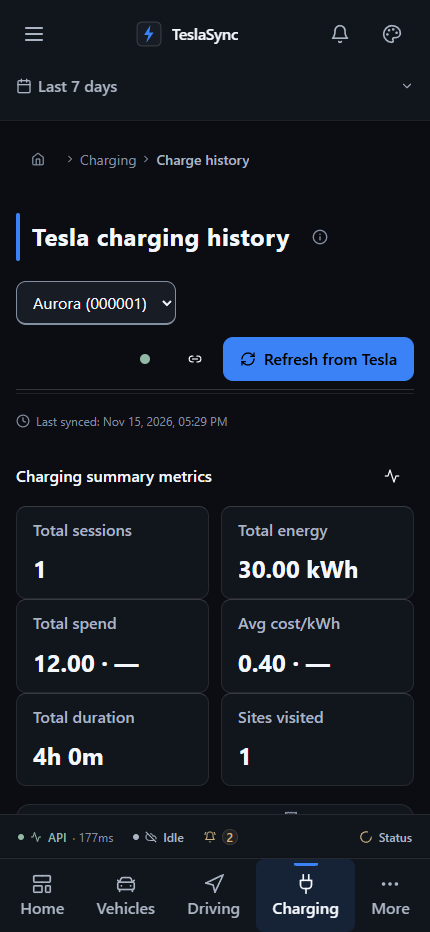 TeslaSync
Last 7 days
Charging
Charge history
Tesla charging history
Aurora (000001)
Refresh from Tesla
Last synced: Nov 15, 2026, 05:29 PM
Charging summary metrics
Total sessions
1
Total energy
30.00 kWh
Total spend
12.00 · —
Avg cost/kWh
0.40 · —
Total duration
4h 0m
Sites visited
1
API · 177ms
Idle
2
Status
Home
Vehicles
Driving
Charging
More